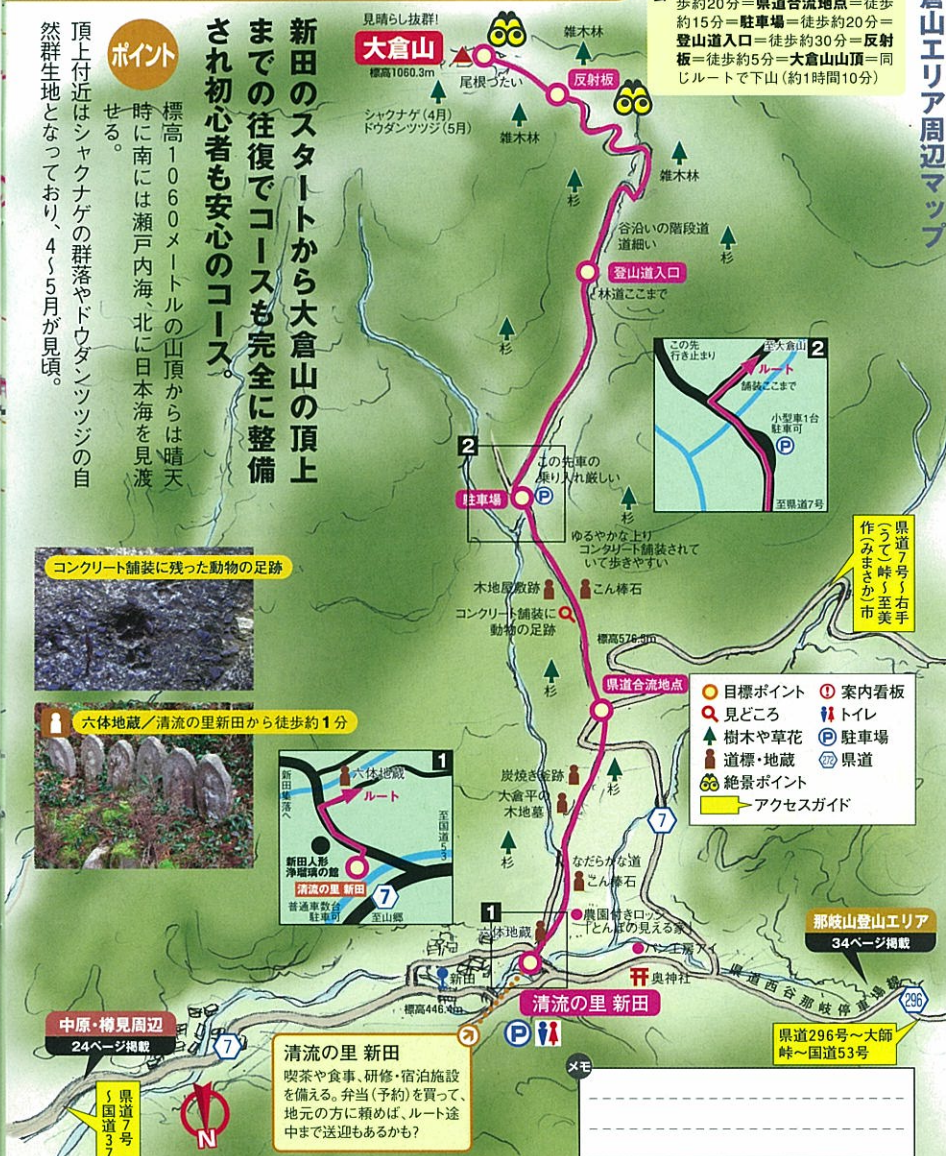 倉山エリア周辺マップ
歩約20分＝県道合流地点＝徒歩
約15分＝駐車場＝徒歩約20分＝
登山道入口＝徒歩約30分＝反射
板＝徒歩約5分＝大倉山山頂＝同
じルートで下山（約1時間10分）
新田のスタートから大倉山の頂上
までの往復でコースも完全に整備
され初心者も安心のコース。
ポイント
標高1060メートルの山頂からは晴天
時に南には瀬戸内海、北に日本海を見渡
せる。
頂上付近はシャクナゲの群落やドウダンツツジの自
然群生地となっており、4〜5月が見頃。
見晴らし抜群!
大倉山
標高1060.3m
尾根づたい
雑木林
反射板
シャクナゲ（4月）
ドウダンツツジ（5月）
雑木林
雑木林
杉
谷沿いの階段道
道細い
杉
登山道入口
林道ここまで
杉
2
この先
行き止まり
至大倉山
ルート
舗装ここまで
小型車1台
駐車可
P
至県道7号
2
この先車の
乗り入れ厳しい
駐車場
P
杉
ゆるやかな上り
コンクリート舗装されて
いて歩きやすい
県道7号〜右手
（うて）峠〜至美
作（みまさか）市
コンクリート舗装に残った動物の足跡
木地屋敷跡
こん棒石
コンクリート舗装に
動物の足跡
標高576.5m
杉
県道合流地点
目標ポイント
案内看板
見どころ
トイレ
樹木や草花
P
駐車場
道標・地蔵
272
県道
絶景ポイント
アクセスガイド
六体地蔵／清流の里新田から徒歩約1分
1
新田集落へ
六体地蔵
ルート
至国道53
新田人形
浄瑠璃の館
清流の里 新田
7
普通車数台
駐車可
至山郷
炭焼き釜跡
杉
大倉平の
木地墓
7
杉
なだらかな道
こん棒石
1
農園付きロッジ
「とんぼの見える家」
六体地蔵
パン工房アイ
那岐山登山エリア
34ページ掲載
新田
奥神社
県道西谷那岐停車場線
296
清流の里 新田
標高446.4m
P
県道296号〜大師
峠〜国道53号
中原・樽見周辺
24ページ掲載
7
県道7号
〜国道37
N
清流の里 新田
喫茶や食事、研修・宿泊施設
を備える。弁当（予約）を買って、
地元の方に頼めば、ルート途
中まで送迎もあるかも?
メモ